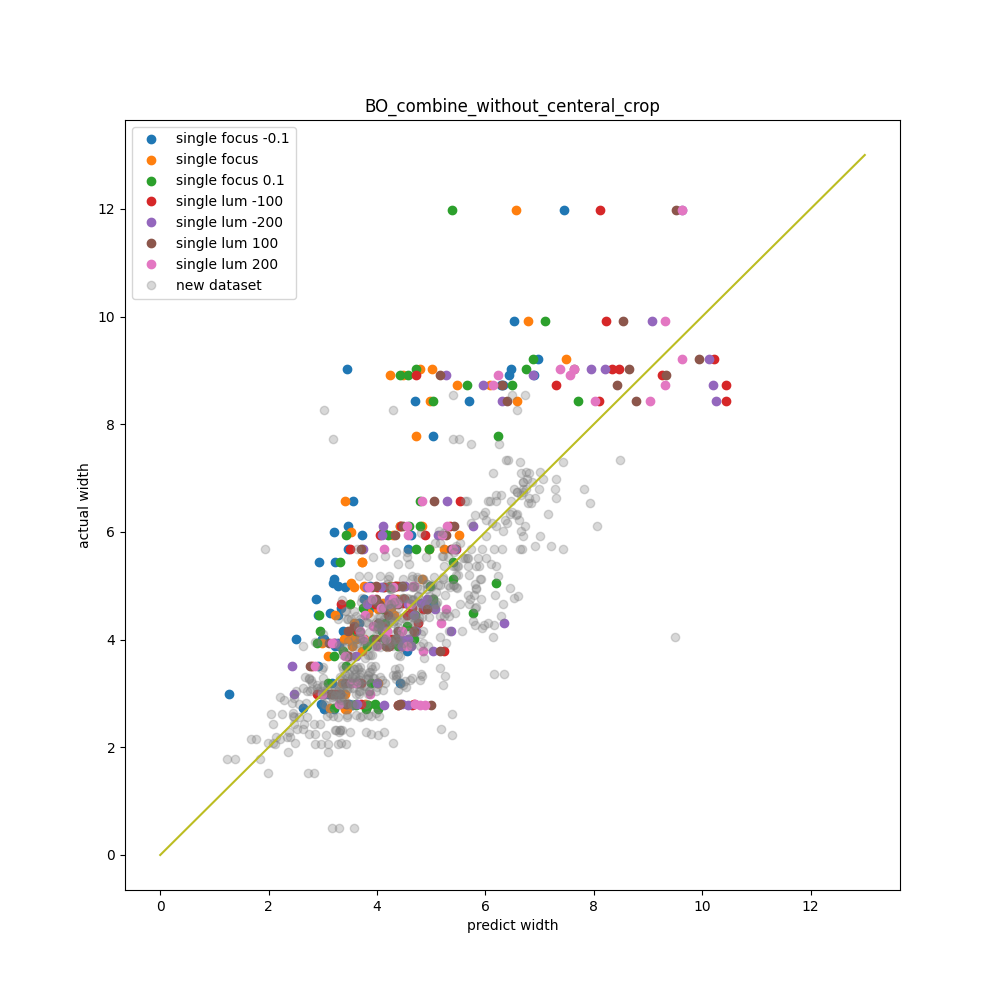 BO_combine_without_centeral_crop
single focus -0.1
single focus
single focus 0.1
single lum -100
single lum -200
single lum 100
single lum 200
new dataset
actual width
12
10
8
6
4
2
0
0 2 4 6 8 10 12
predict width